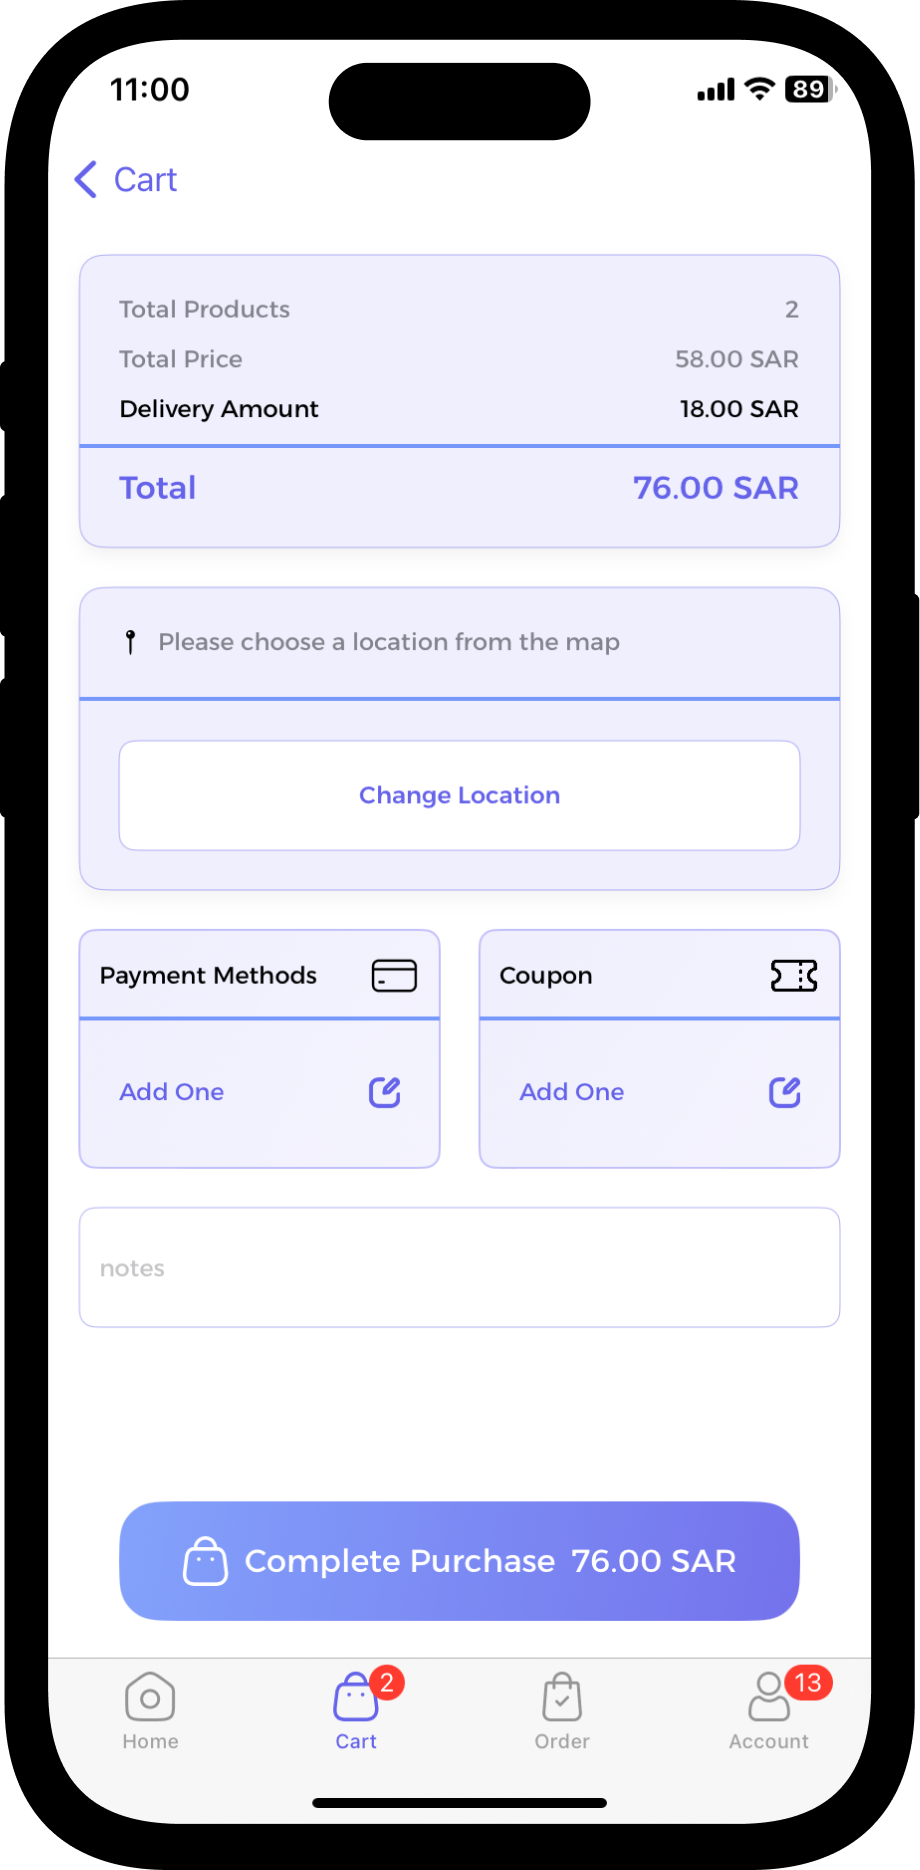 11:00
89
Cart
Total Products 2
Total Price 58.00 SAR
Delivery Amount 18.00 SAR
Total 76.00 SAR
Please choose a location from the map
Change Location
Payment Methods
Coupon
Add One
Add One
notes
Complete Purchase 76.00 SAR
2
13
Home
Cart
Order
Account